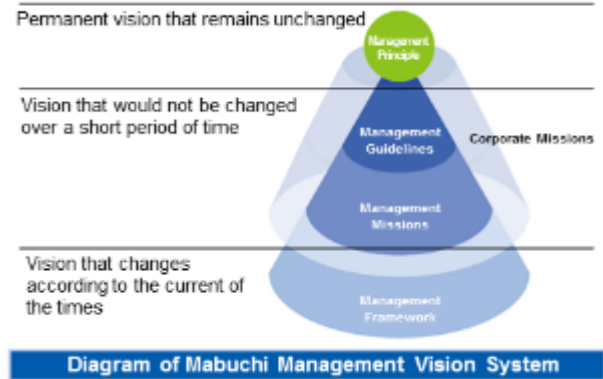 Permanent vision that remains unchanged
Management
Principle
Vision that would not be changed
over a short period of time
Management
Guidelines
Corporate Missions
Management
Missions
Vision that changes
according to the current of
the times
Management
Framework
Diagram of Mabuchi Management Vision System